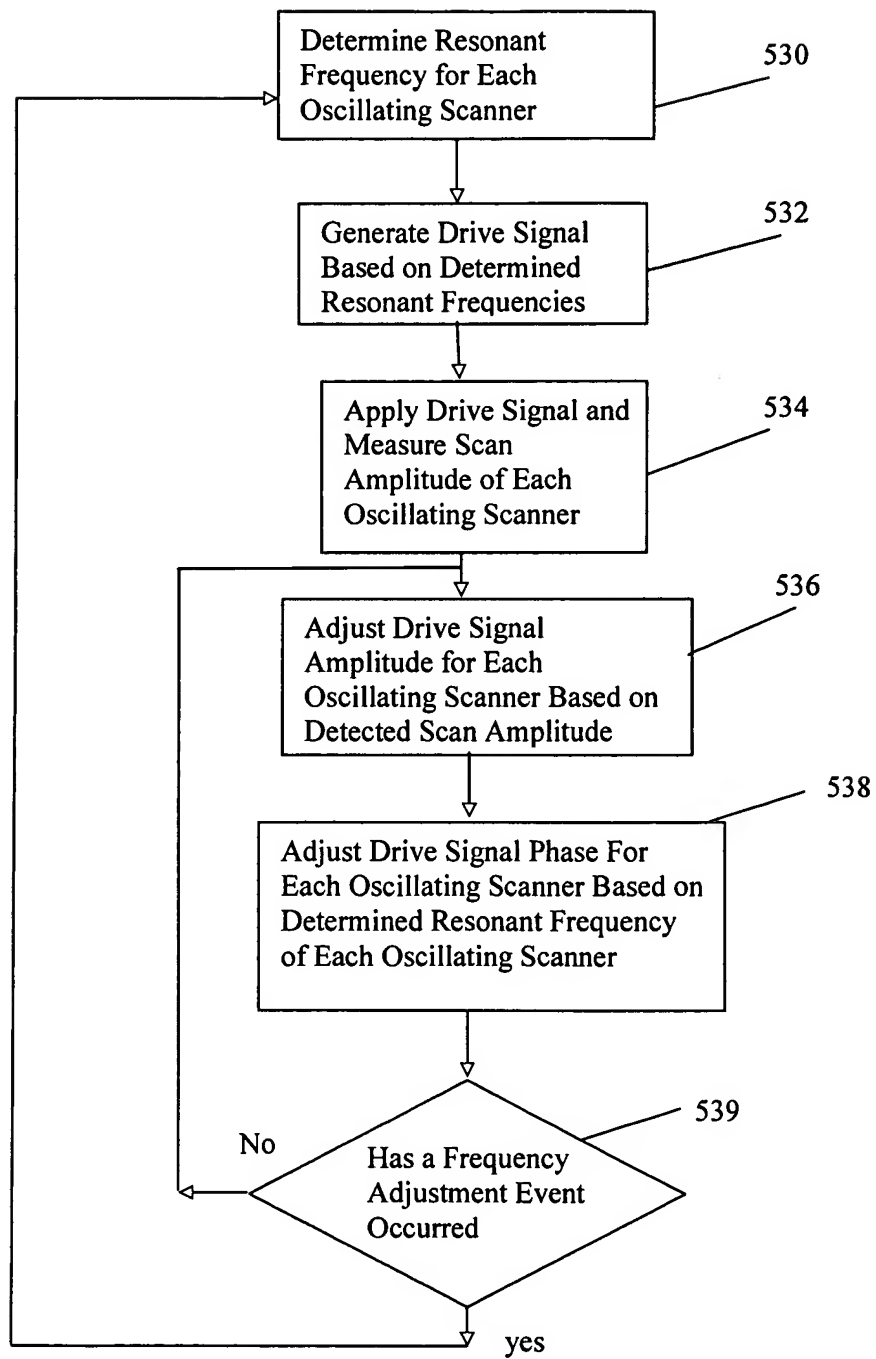 Determine Resonant
Frequency for Each
Oscillating Scanner
530
Generate Drive Signal
Based on Determined
Resonant Frequencies
532
Apply Drive Signal and
Measure Scan
Amplitude of Each
Oscillating Scanner
534
Adjust Drive Signal
Amplitude for Each
Oscillating Scanner Based on
Detected Scan Amplitude
536
Adjust Drive Signal Phase For
Each Oscillating Scanner Based on
Determined Resonant Frequency
of Each Oscillating Scanner
538
Has a Frequency
Adjustment Event
Occurred
539
No
yes